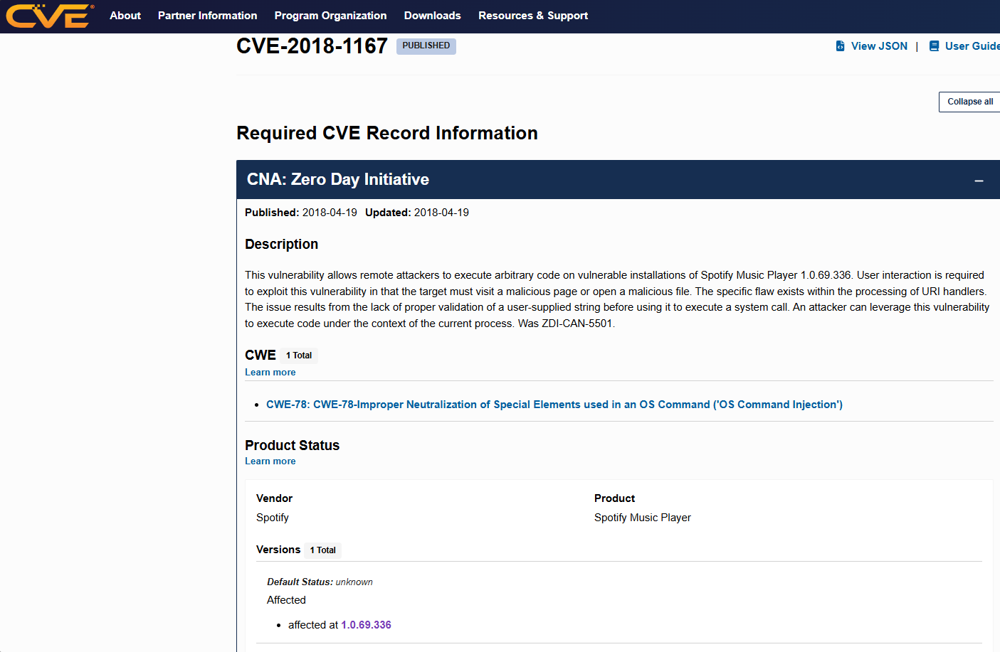 CVE®
About Partner Information Program Organization Downloads Resources & Support
CVE-2018-1167 PUBLISHED
View JSON | User Guide
Collapse all
Required CVE Record Information
CNA: Zero Day Initiative
Published: 2018-04-19 Updated: 2018-04-19
Description
This vulnerability allows remote attackers to execute arbitrary code on vulnerable installations of Spotify Music Player 1.0.69.336. User interaction is required
to exploit this vulnerability in that the target must visit a malicious page or open a malicious file. The specific flaw exists within the processing of URI handlers.
The issue results from the lack of proper validation of a user-supplied string before using it to execute a system call. An attacker can leverage this vulnerability
to execute code under the context of the current process. Was ZDI-CAN-5501.
CWE 1 Total
Learn more
• CWE-78: CWE-78-Improper Neutralization of Special Elements used in an OS Command ('OS Command Injection')
Product Status
Learn more
Vendor Product
Spotify Spotify Music Player
Versions 1 Total
Default Status: unknown
Affected
• affected at 1.0.69.336